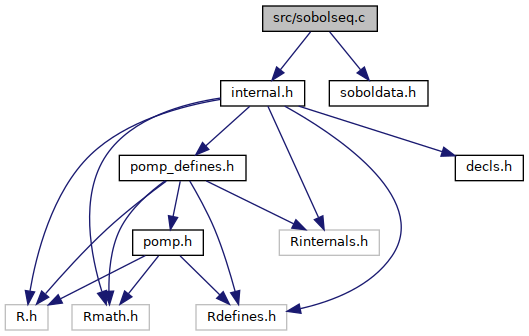 src/sobolseq.c
internal.h
soboldata.h
pomp_defines.h
decls.h
pomp.h
Rinternals.h
R.h
Rmath.h
Rdefines.h